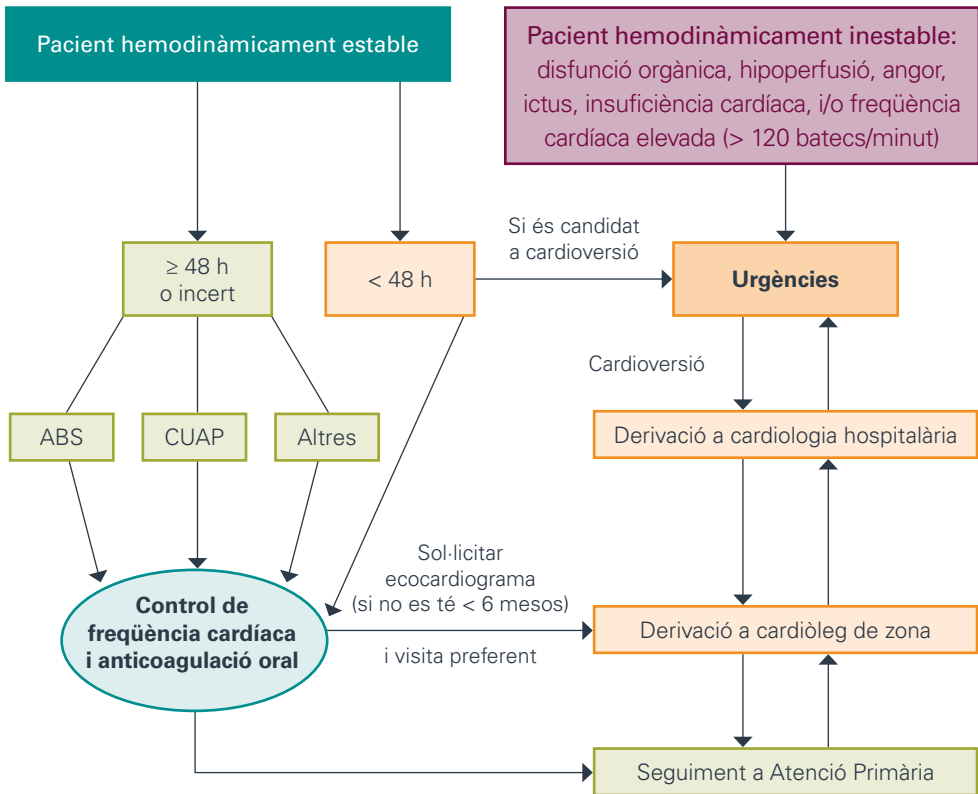 Pacient hemodinàmicament estable
Pacient hemodinàmicament inestable:
disfunció orgànica, hipoperfusió, angor,
ictus, insuficiència cardíaca, i/o freqüència
cardíaca elevada (> 120 batecs/minut)
Si és candidat
a cardioversió
≥ 48 h
o incert
< 48 h
Urgències
Cardioversió
ABS
CUAP
Altres
Derivació a cardiologia hospitalària
Sol·licitar
ecocardiograma
(si no es té < 6 mesos)
i visita preferent
Control de
freqüència cardíaca
i anticoagulació oral
Derivació a cardiòleg de zona
Seguiment a Atenció Primària